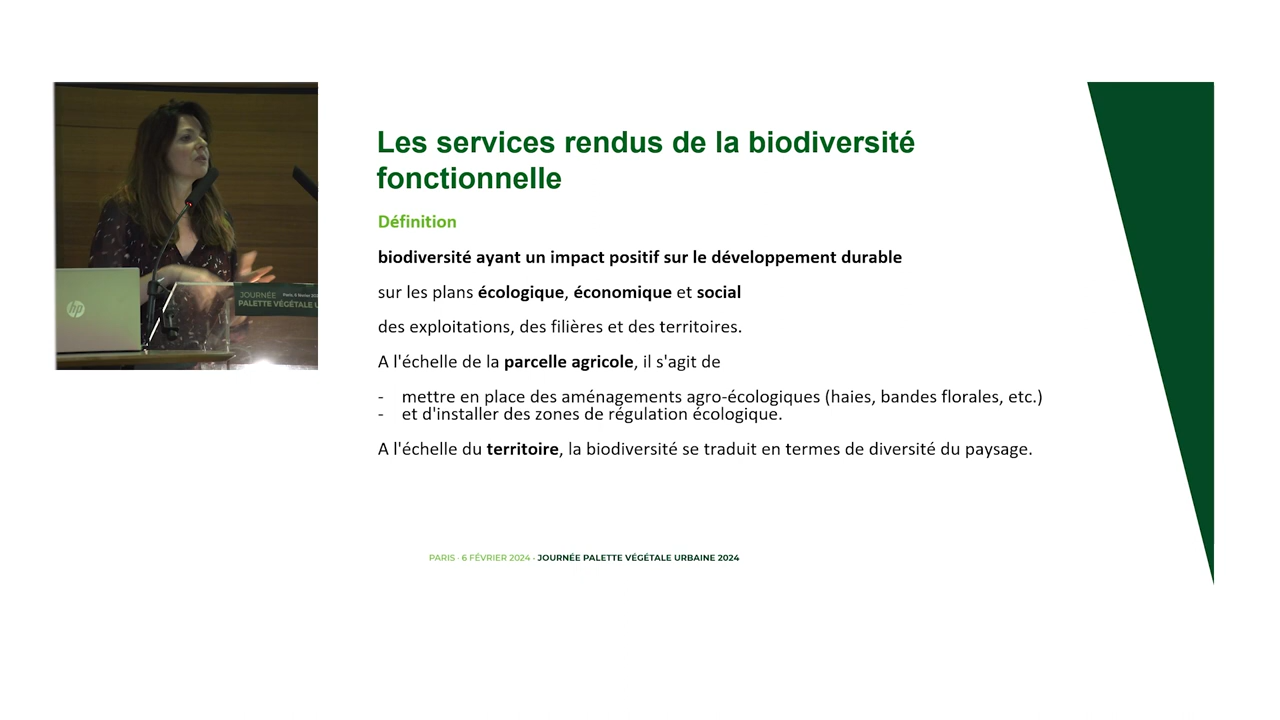 Les services rendus de la biodiversité
fonctionnelle
Définition
biodiversité ayant un impact positif sur le développement durable
sur les plans écologique, économique et social
des exploitations, des filières et des territoires.
A l'échelle de la parcelle agricole, il s'agit de
- mettre en place des aménagements agro-écologiques (haies, bandes florales, etc.)
- et d'installer des zones de régulation écologique.
A l'échelle du territoire, la biodiversité se traduit en termes de diversité du paysage.
PARIS · 6 FÉVRIER 2024 - JOURNÉE PALETTE VÉGÉTALE URBAINE 2024
hp
JOURNÉE Paris, 6 février
PALETTE VÉGÉTALE U